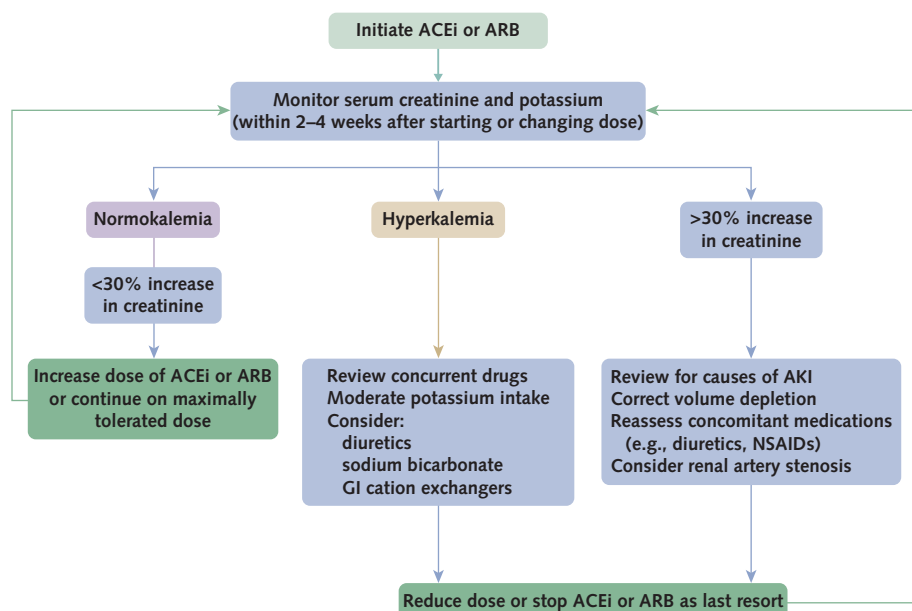 Initiate ACEi or ARB
Monitor serum creatinine and potassium
(within 2–4 weeks after starting or changing dose)
Normokalemia
Hyperkalemia
>30% increase
in creatinine
<30% increase
in creatinine
Increase dose of ACEi or ARB
or continue on maximally
tolerated dose
Review concurrent drugs
Moderate potassium intake
Consider:
diuretics
sodium bicarbonate
GI cation exchangers
Review for causes of AKI
Correct volume depletion
Reassess concomitant medications
(e.g., diuretics, NSAIDs)
Consider renal artery stenosis
Reduce dose or stop ACEi or ARB as last resort